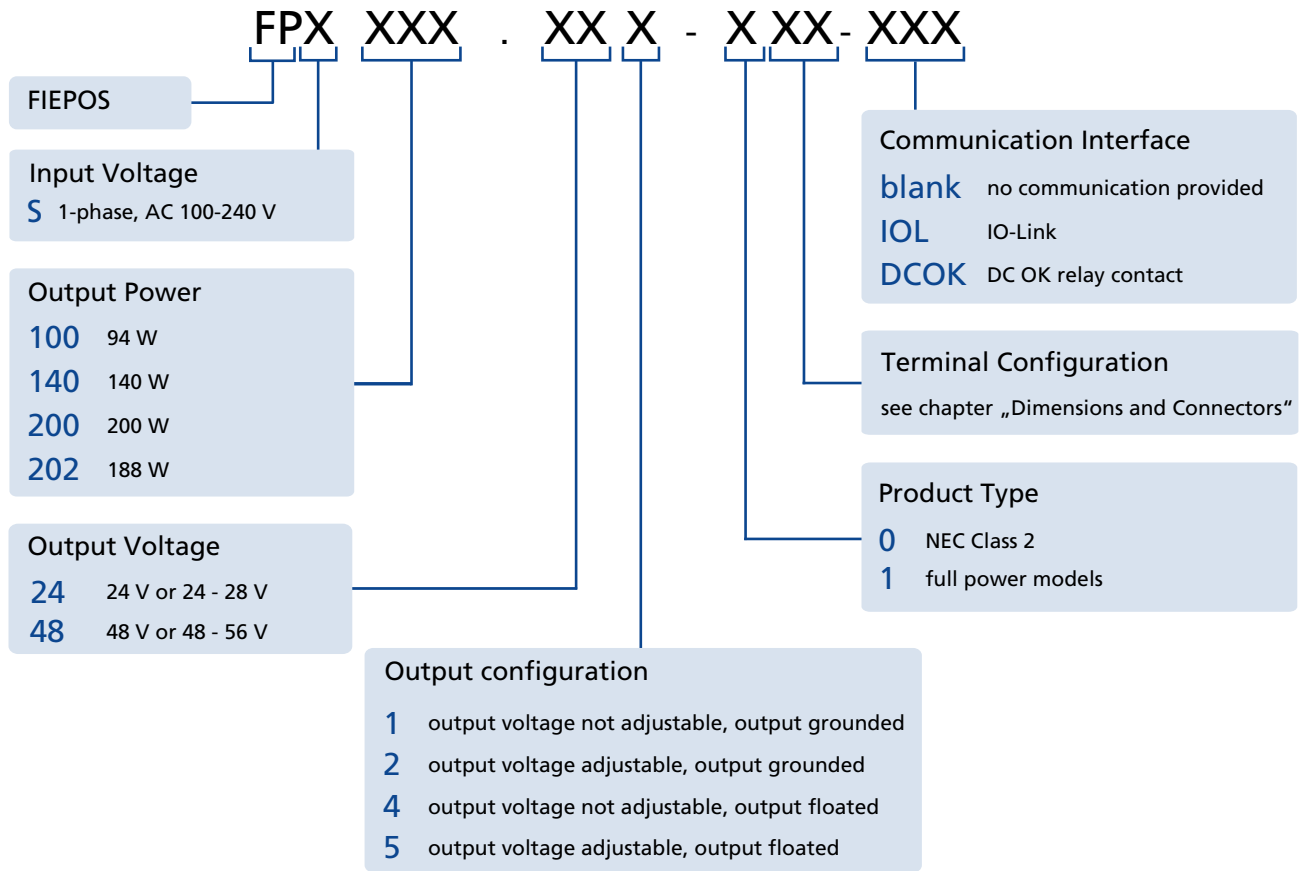 FPX XXX . XX X - X XX - XXX
FIEPOS
Input Voltage
S 1-phase, AC 100-240 V
Output Power
100 94 W
140 140 W
200 200 W
202 188 W
Output Voltage
24 24 V or 24 - 28 V
48 48 V or 48 - 56 V
Output configuration
1 output voltage not adjustable, output grounded
2 output voltage adjustable, output grounded
4 output voltage not adjustable, output floated
5 output voltage adjustable, output floated
Communication Interface
blank no communication provided
IOL IO-Link
DCOK DC OK relay contact
Terminal Configuration
see chapter „Dimensions and Connectors“
Product Type
0 NEC Class 2
1 full power models